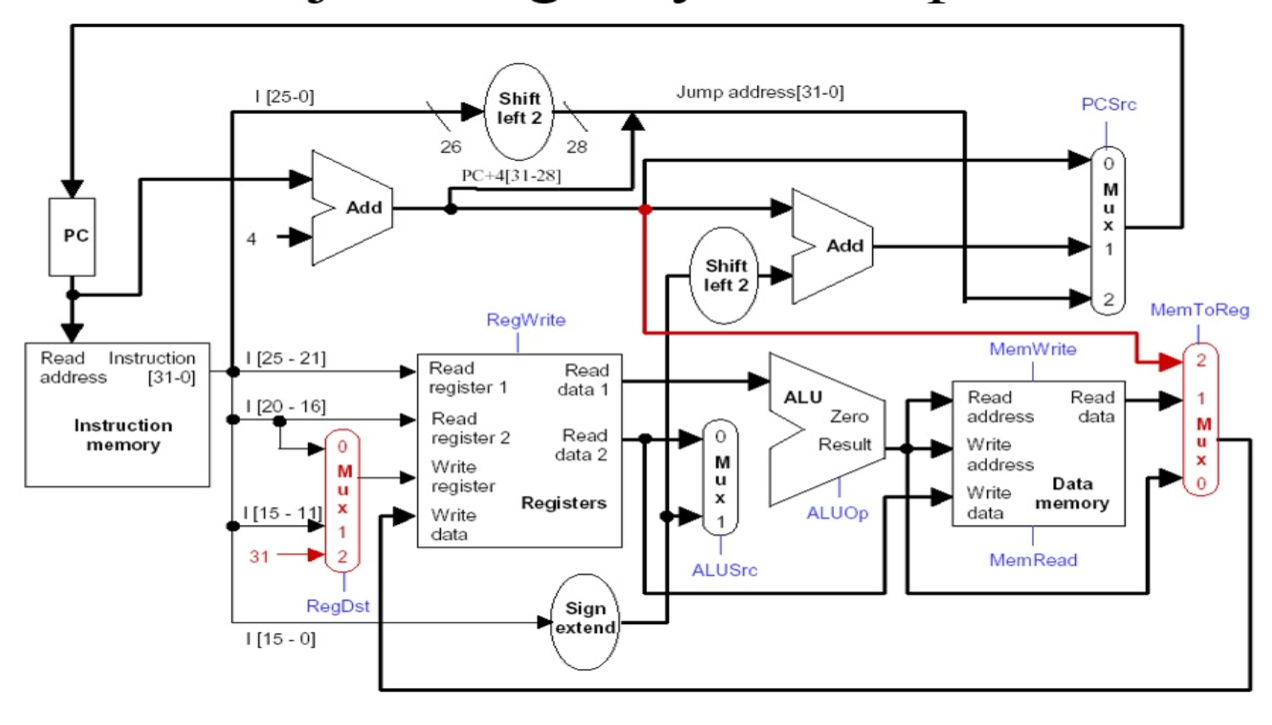 I [25-0]
Shift
left 2
26
28
Jump address[31-0]
PCSrc
PC+4[31-28]
0
M
u
x
1
2
Add
4
PC
Add
Shift
left 2
MemToReg
RegWrite
MemWrite
Read
address
Instruction
[31-0]
Instruction
memory
I [25 - 21]
I [20 - 16]
I [15 - 11]
31
0
M
u
x
1
2
RegDst
I [15 - 0]
Read
register 1
Read
register 2
Write
register
Write
data
Read
data 1
Read
data 2
Registers
Sign
extend
0
M
u
x
1
ALUSrc
ALU
Zero
Result
ALUOp
Read
address
Write
address
Write
data
Read
data
Data
memory
MemRead
2
1
M
u
x
0